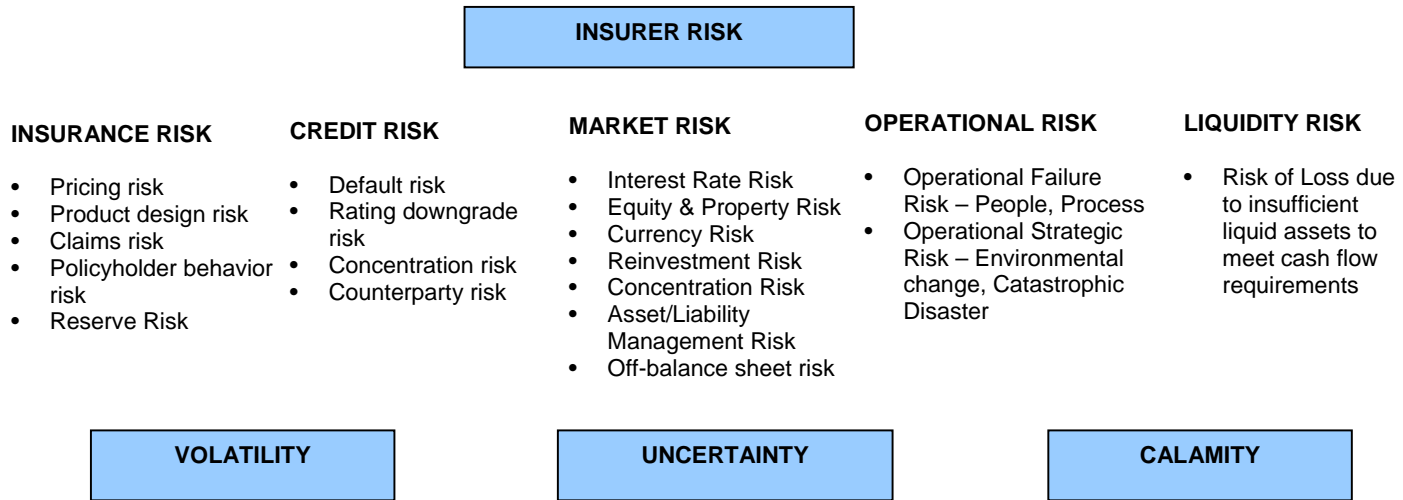 INSURER RISK
INSURANCE RISK
• Pricing risk
• Product design risk
• Claims risk
• Policyholder behavior
risk
• Reserve Risk
CREDIT RISK
• Default risk
• Rating downgrade
risk
• Concentration risk
• Counterparty risk
MARKET RISK
• Interest Rate Risk
• Equity & Property Risk
• Currency Risk
• Reinvestment Risk
• Concentration Risk
• Asset/Liability
Management Risk
• Off-balance sheet risk
OPERATIONAL RISK
• Operational Failure
Risk – People, Process
• Operational Strategic
Risk – Environmental
change, Catastrophic
Disaster
LIQUIDITY RISK
• Risk of Loss due
to insufficient
liquid assets to
meet cash flow
requirements
VOLATILITY
UNCERTAINTY
CALAMITY